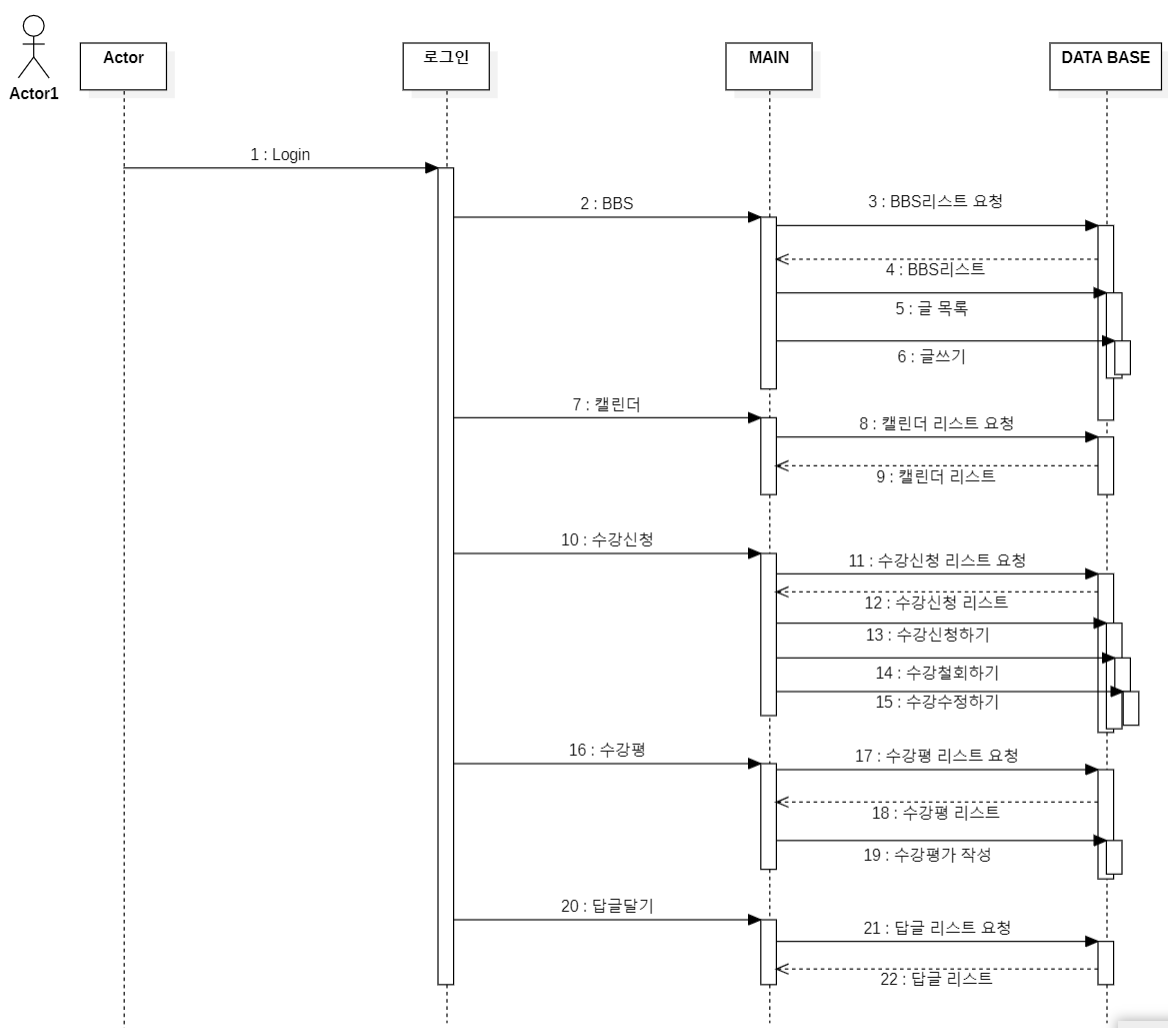 Actor1
Actor
로그인
MAIN
DATA BASE
1 : Login
2 : BBS
3 : BBS리스트 요청
4 : BBS리스트
5 : 글 목록
6 : 글쓰기
7 : 캘린더
8 : 캘린더 리스트 요청
9 : 캘린더 리스트
10 : 수강신청
11 : 수강신청 리스트 요청
12 : 수강신청 리스트
13 : 수강신청하기
14 : 수강철회하기
15 : 수강수정하기
16 : 수강평
17 : 수강평 리스트 요청
18 : 수강평 리스트
19 : 수강평가 작성
20 : 답글달기
21 : 답글 리스트 요청
22 : 답글 리스트